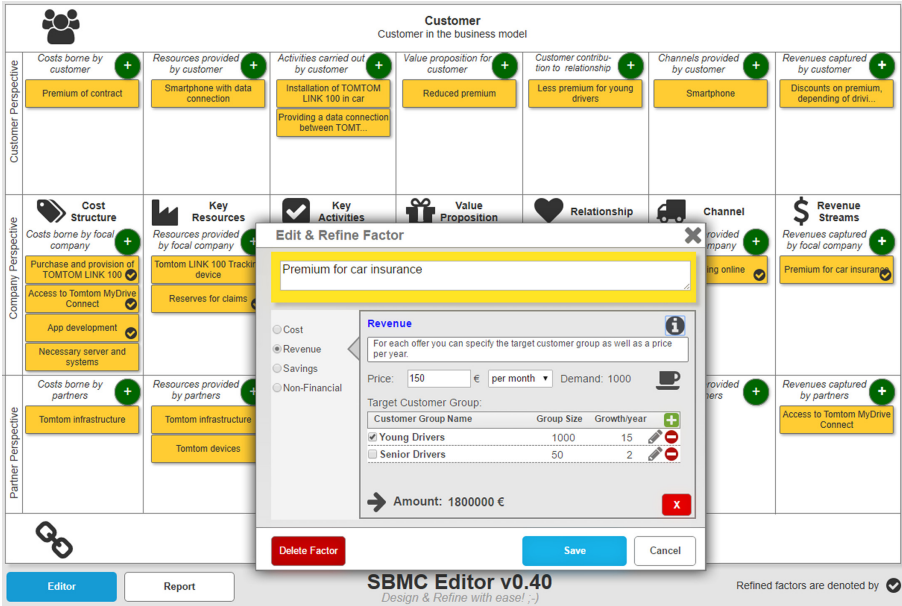 Customer
Customer in the business model
Customer Perspective
Costs borne by
customer
Resources provided
by customer
Activities carried out
by customer
Value proposition for
customer
Customer contribu-
tion to relationship
Channels provided
by customer
Revenues captured
by customer
Premium of contract
Smartphone with data
connection
Installation of TOMTOM
LINK 100 in car
Providing a data connection
between TOMT...
Reduced premium
Less premium for young
drivers
Smartphone
Discounts on premium,
depending of drivi...
Company Perspective
Cost
Structure
Key
Resources
Key
Activities
Value
Proposition
Relationship
Channel
Revenue
Streams
Costs borne by focal
company
Resources provided
by focal company
rovided
mpany
Revenues captured
by focal company
Purchase and provision of
TOMTOM LINK 100
Access to Tomtom MyDrive
Connect
App development
Necessary server and
systems
Tomtom LINK 100 Trackin
device
Reserves for claims
ing online
Premium for car insurance
Partner Perspective
Costs borne by
partners
Resources provided
by partners
rovided
ers
Revenues captured
by partners
Tomtom infrastructure
Tomtom infrastructure
Tomtom devices
Access to Tomtom MyDrive
Connect
Edit & Refine Factor
Premium for car insurance
Cost
Revenue
Savings
Non-Financial
Revenue
For each offer you can specify the target customer group as well as a price
per year.
Price: 150 € per month Demand: 1000
Target Customer Group:
Customer Group Name Group Size Growth/year
Young Drivers 1000 15
Senior Drivers 50 2
Amount: 1800000 €
X
Delete Factor
Save
Cancel
Editor
Report
SBMC Editor v0.40
Design & Refine with ease! ;-)
Refined factors are denoted by